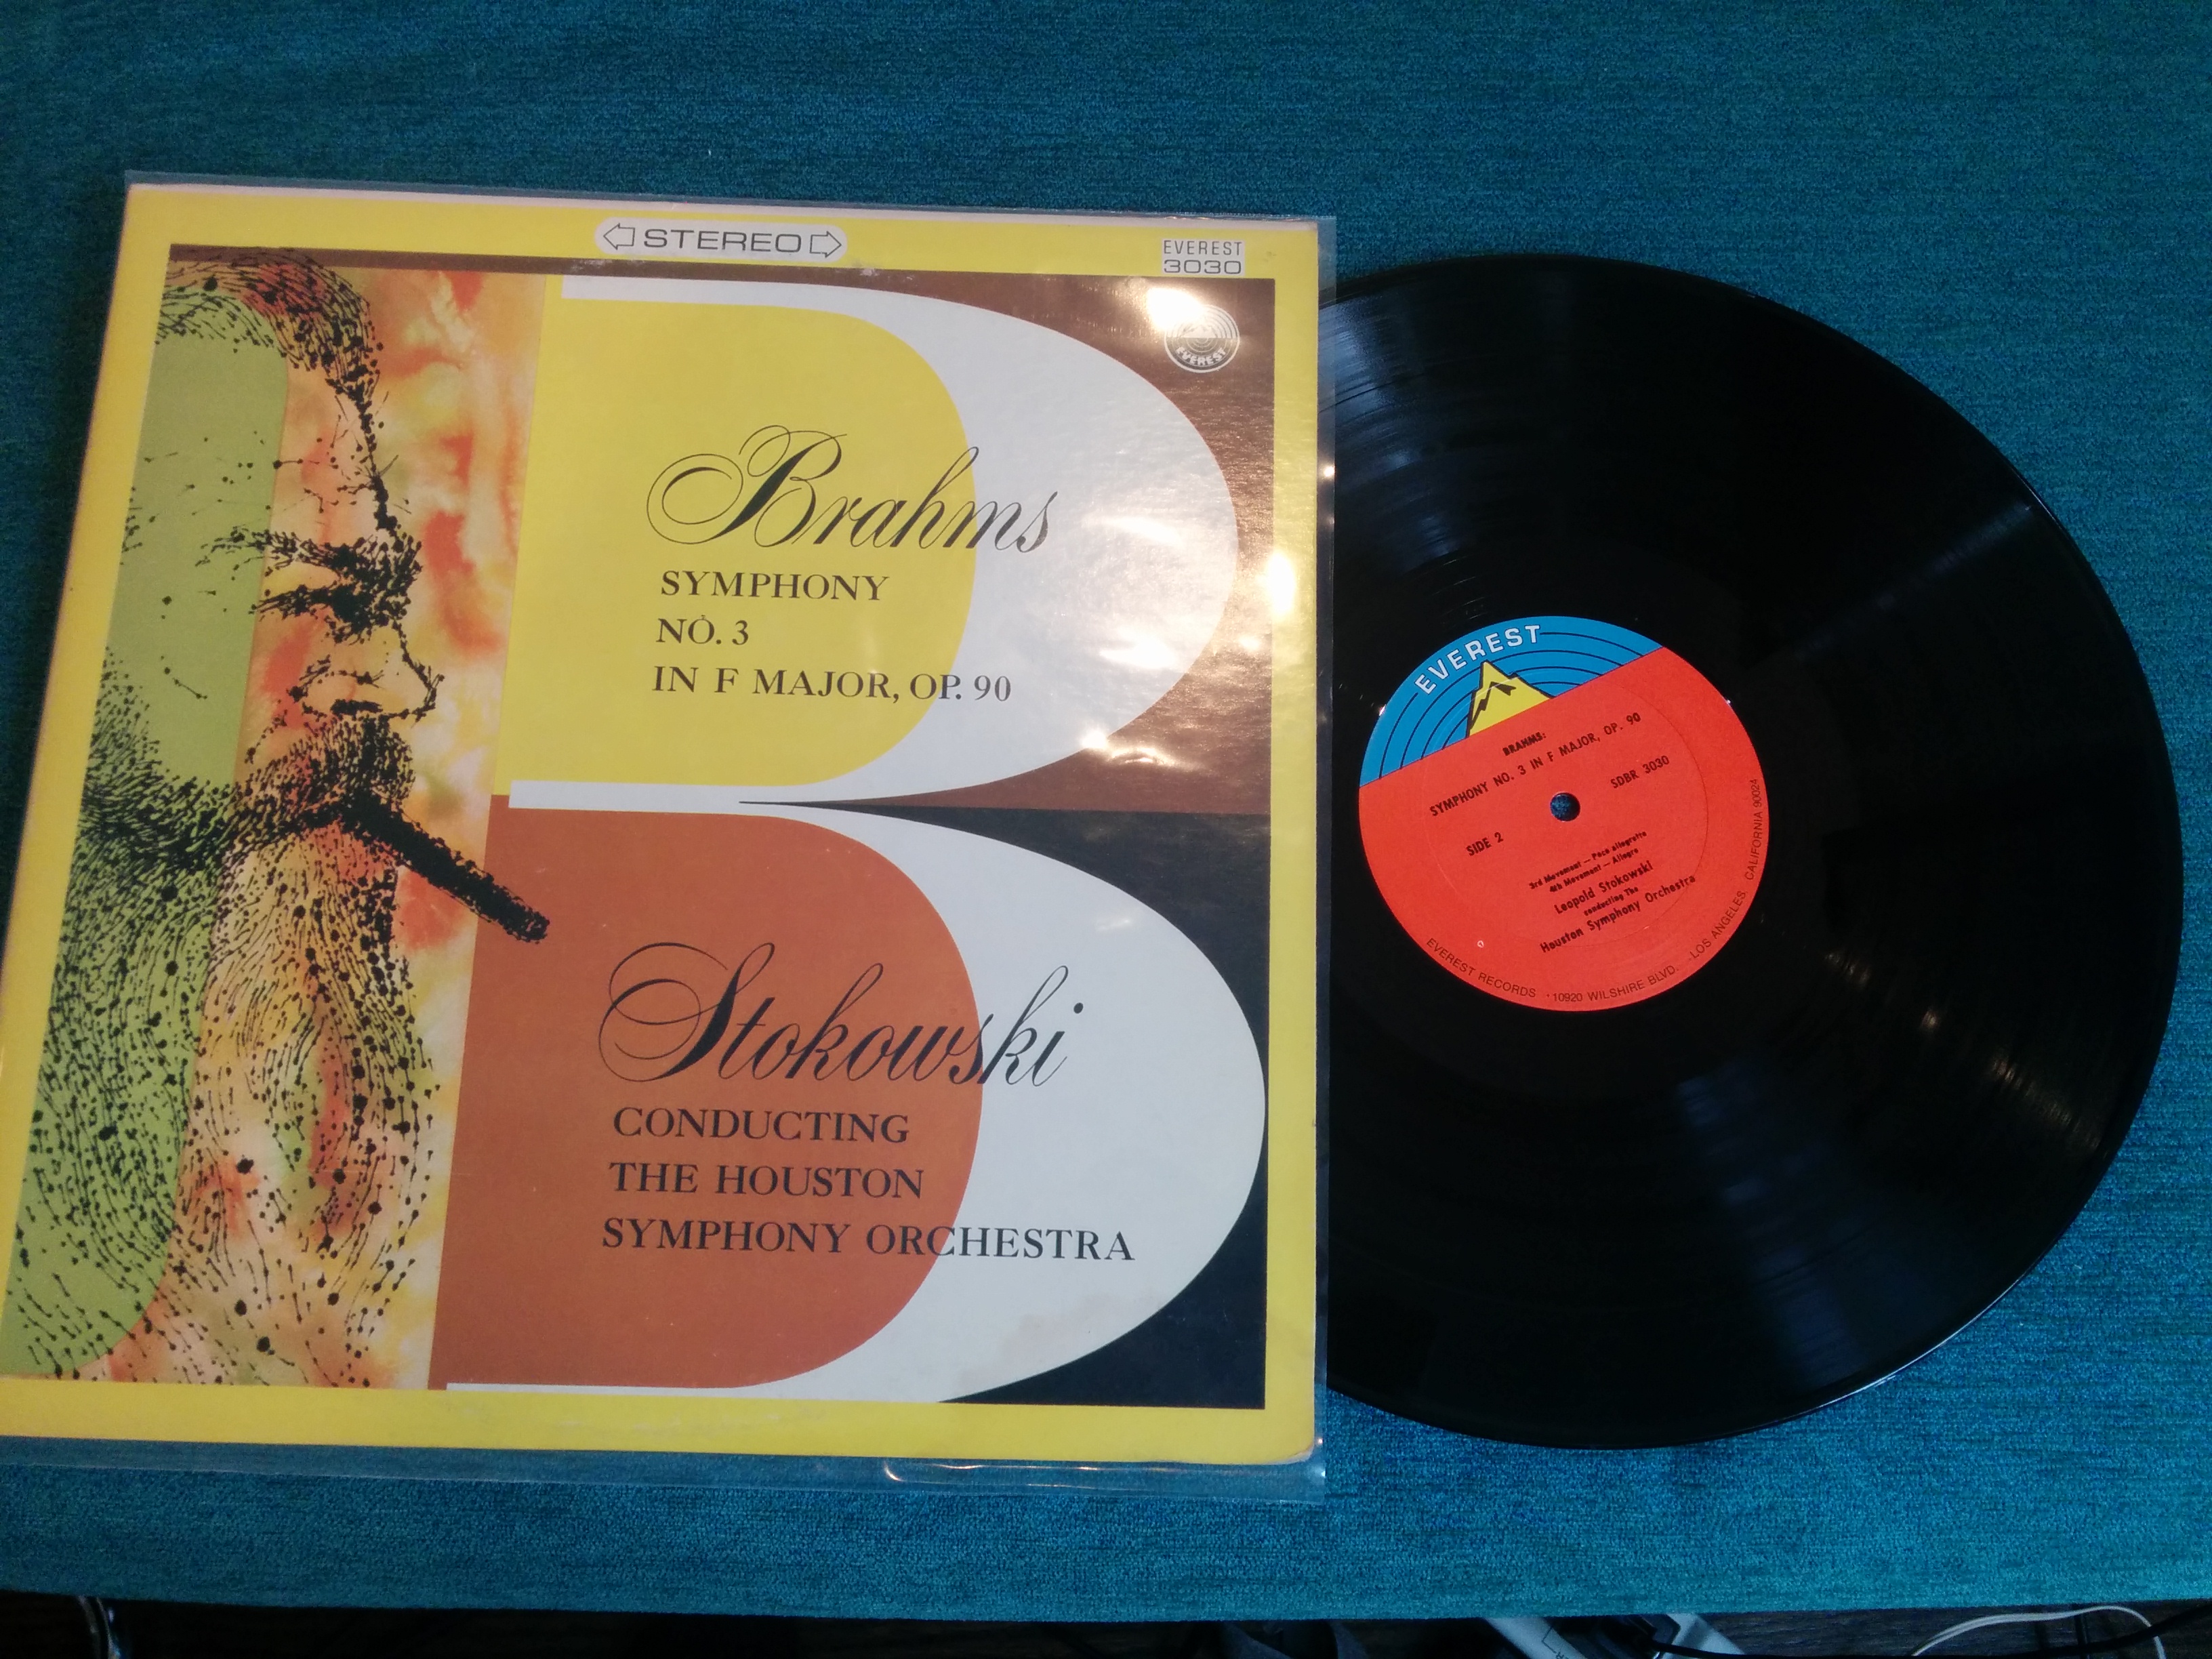 STEREO
EVEREST
3030
EVEREST
Brahms
SYMPHONY
NO. 3
IN F MAJOR, OP. 90
Stokowski
CONDUCTING
THE HOUSTON
SYMPHONY ORCHESTRA
EVEREST
BRAHMS:
SYMPHONY NO. 3 IN F MAJOR, OP. 90
SDBR 3030
SIDE 2
3rd Movement — Poco allegretto
4th Movement — Allegro
Leopold Stokowski
conducting The
Houston Symphony Orchestra
EVEREST RECORDS · 10920 WILSHIRE BLVD. · LOS ANGELES, CALIFORNIA 90024